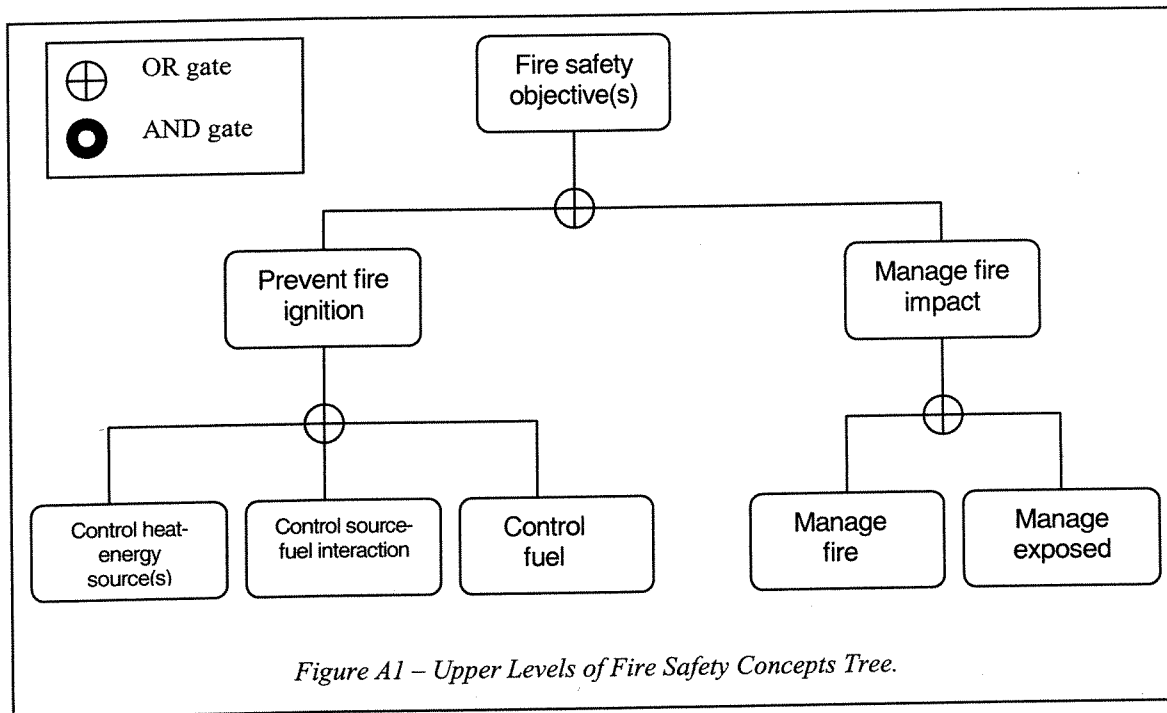 OR gate
AND gate
Fire safety
objective(s)
Prevent fire
ignition
Manage fire
impact
Control heat-
energy
source(s)
Control source-
fuel interaction
Control
fuel
Manage
fire
Manage
exposed
Figure A1 – Upper Levels of Fire Safety Concepts Tree.